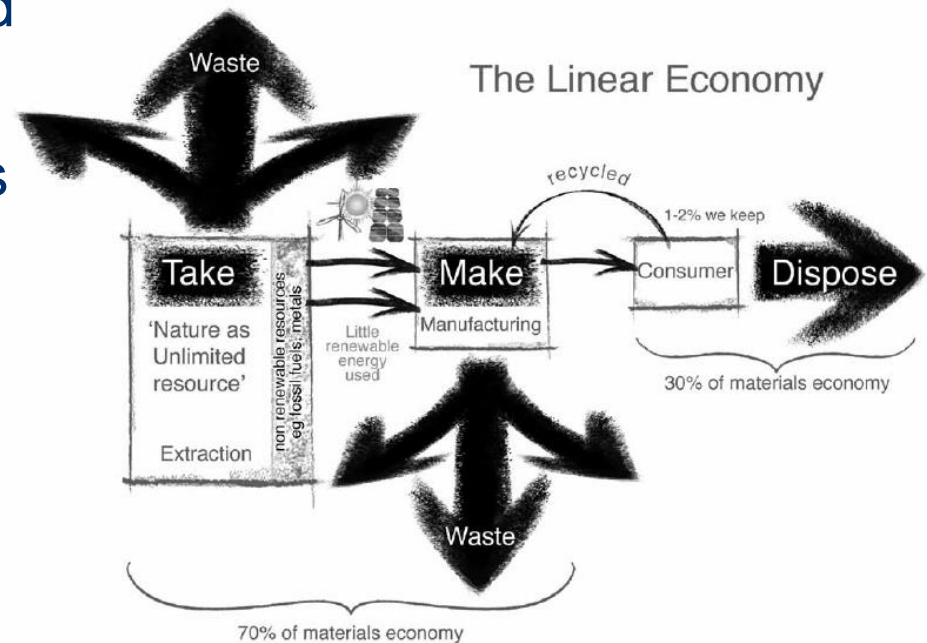 d
s
Waste
The Linear Economy
recycled
1-2% we keep
Take
Make
Consumer
Dispose
'Nature as
Unlimited
resource'
Extraction
non renewable resources
eg fossil fuels, metals
Little
renewable
energy
used
Manufacturing
30% of materials economy
Waste
70% of materials economy